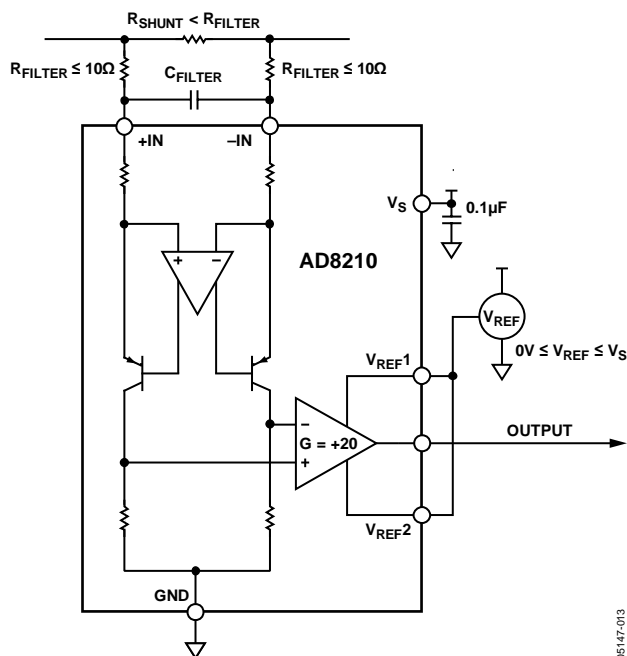 R_SHUNT < R_FILTER
R_FILTER ≤ 10Ω
C_FILTER
R_FILTER ≤ 10Ω
+IN
–IN
V_S
0.1µF
+
–
AD8210
V_REF
0V ≤ V_REF ≤ V_S
V_REF1
–
G = +20
+
OUTPUT
V_REF2
GND
05147-013